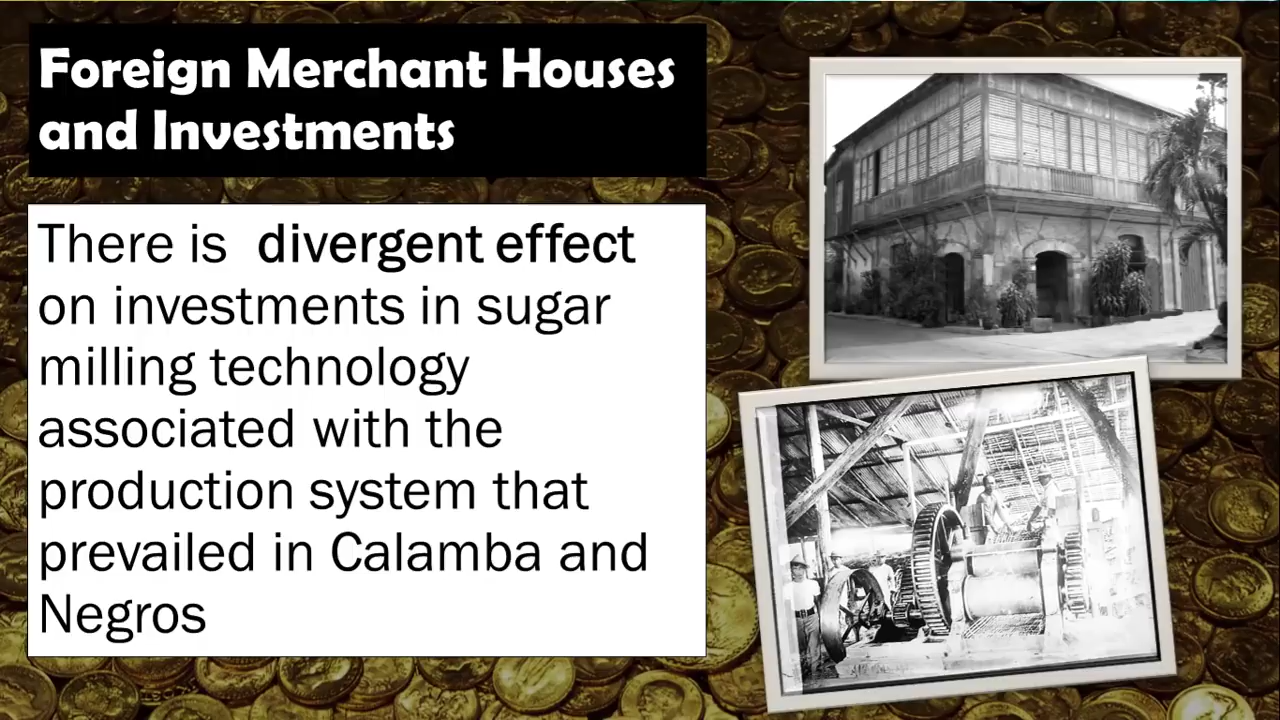 Foreign Merchant Houses
and Investments
There is  divergent effect
on investments in sugar
milling technology
associated with the
production system that
prevailed in Calamba and
Negros